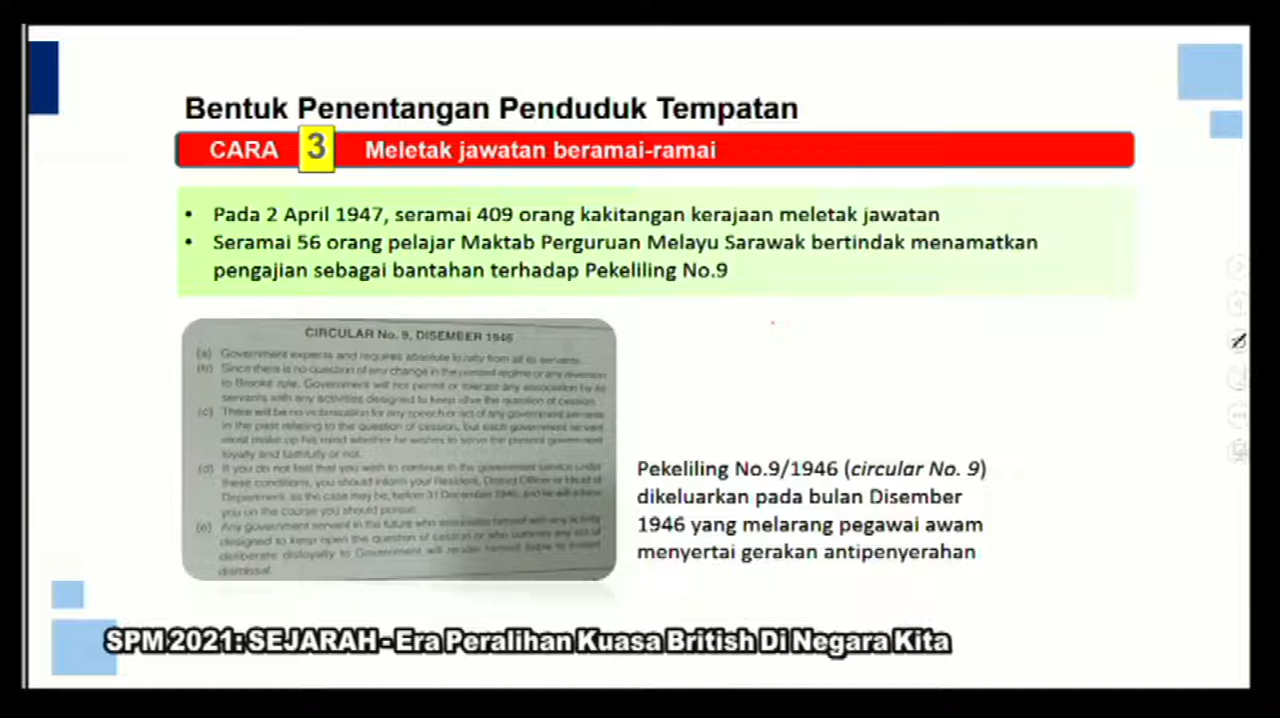 Bentuk Penentangan Penduduk Tempatan
CARA 3 Meletak jawatan beramai-ramai
• Pada 2 April 1947, seramai 409 orang kakitangan kerajaan meletak jawatan
• Seramai 56 orang pelajar Maktab Perguruan Melayu Sarawak bertindak menamatkan
pengajian sebagai bantahan terhadap Pekeliling No.9
CIRCULAR No. 9, DISEMBER 1946
(a) Government expects and requires absolute loyalty from all its servants.
(b) Since there is no question of any change in the present regime or any reversion
to Brooke rule, Government will not permit or tolerate any association by its
servants with any activities designed to keep alive the question of cession.
(c) There will be no victimization for any speech or act of any government servants
in the past relating to the question of cession, but each government servant
must make up his mind whether he wishes to serve the present government
loyally and faithfully or not.
(d) If you do not feel that you wish to continue in the government service under
these conditions, you should inform your Resident, District Officer or Head of
Department, as the case may be, before 31 December 1946, and he will advise
you on the course you should pursue.
(e) Any government servant in the future who associates himself with any activity
designed to keep open the question of cession or who commits any act of
deliberate disloyalty to Government will render himself liable to instant
dismissal.
Pekeliling No.9/1946 (circular No. 9)
dikeluarkan pada bulan Disember
1946 yang melarang pegawai awam
menyertai gerakan antipenyerahan
SPM 2021: SEJARAH - Era Peralihan Kuasa British Di Negara Kita